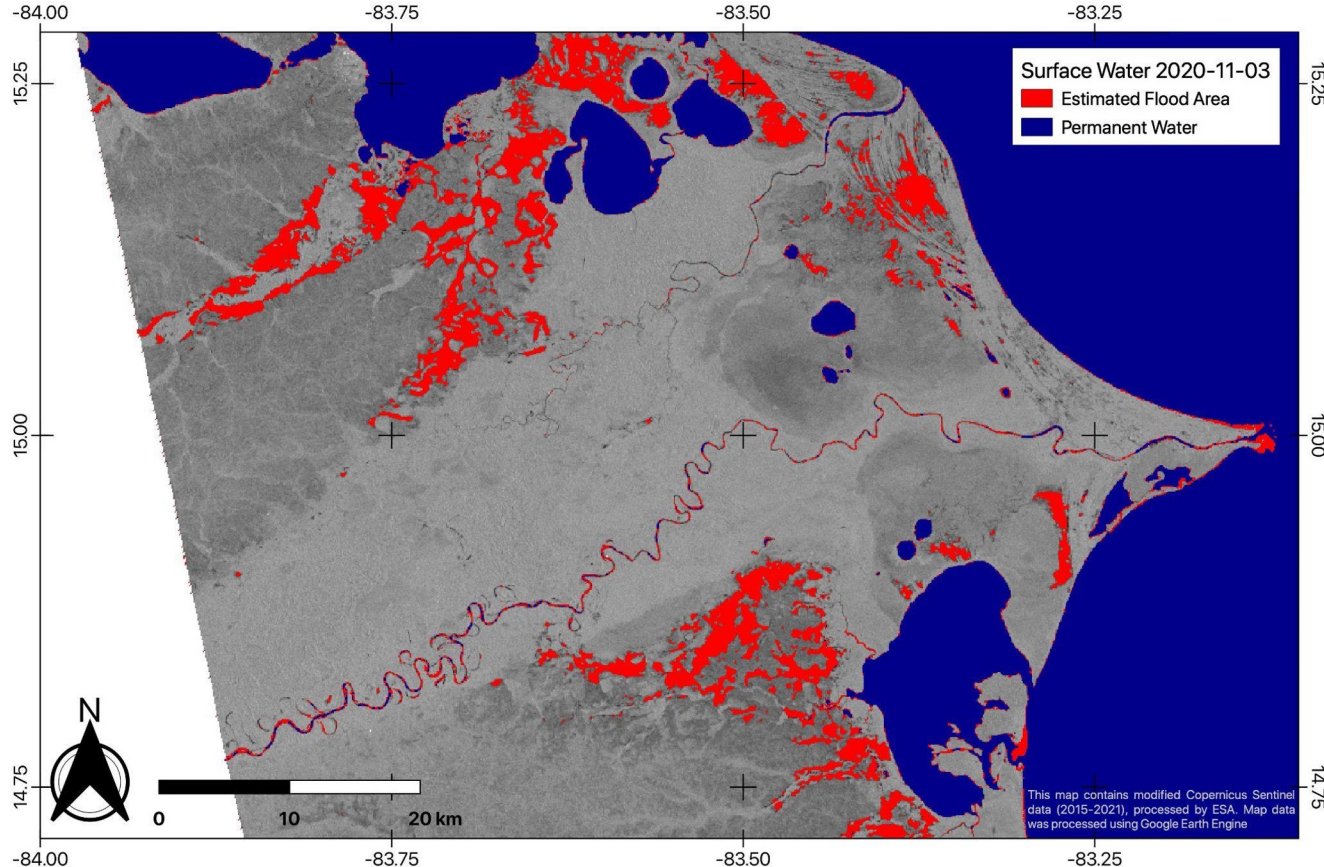 -84.00 -83.75 -83.50 -83.25
15.25 15.25
Surface Water 2020-11-03
Estimated Flood Area
Permanent Water
15.00 15.00
N
14.75 14.75
0 10 20 km
This map contains modified Copernicus Sentinel
data (2015-2021), processed by ESA. Map data
was processed using Google Earth Engine
-84.00 -83.75 -83.50 -83.25